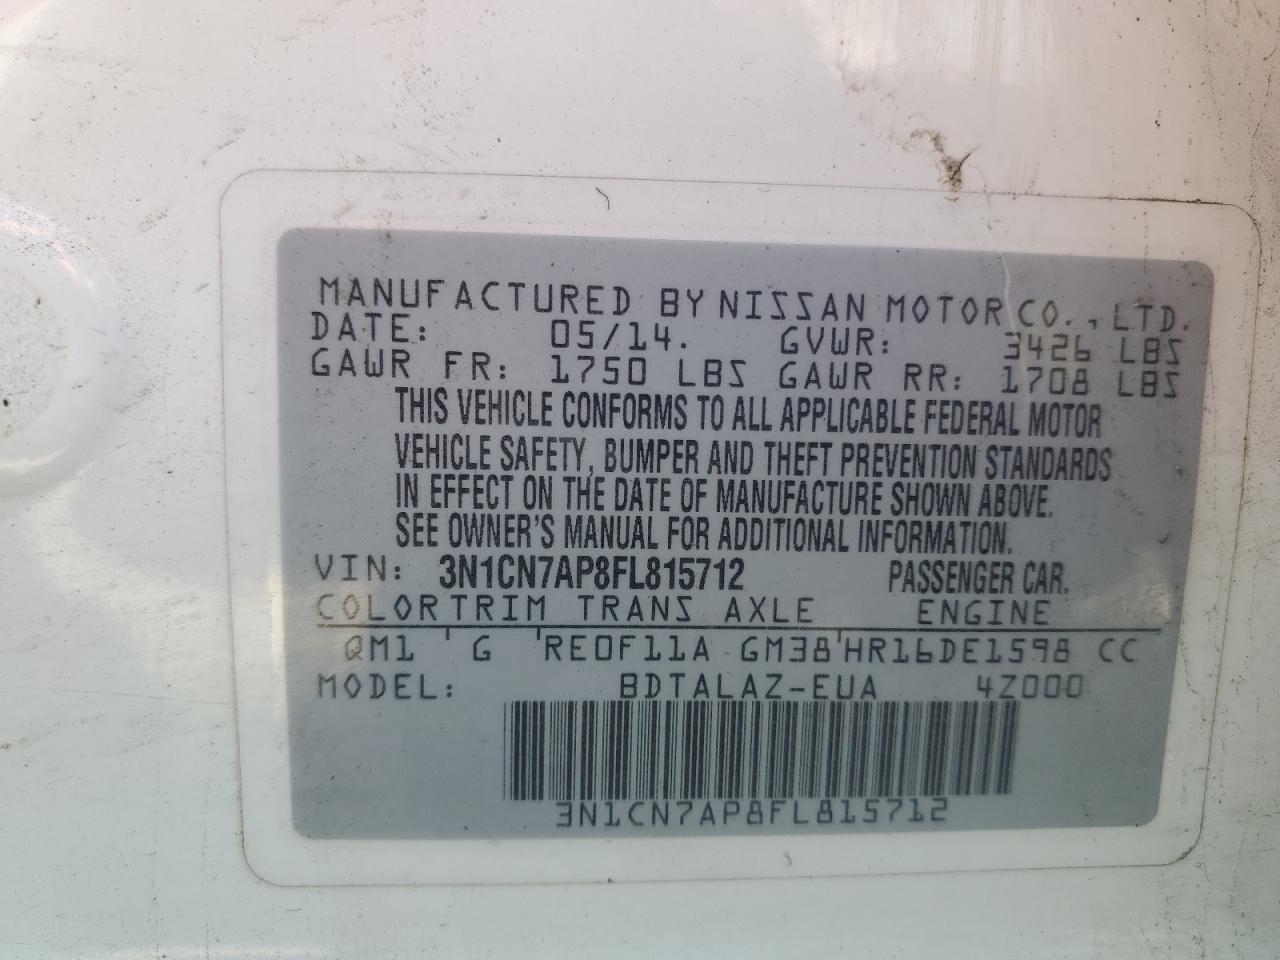 MANUFACTURED BY NISSAN MOTOR CO., LTD.
DATE: 05/14. GVWR: 3426 LBS
GAWR FR: 1750 LBS GAWR RR: 1708 LBS
THIS VEHICLE CONFORMS TO ALL APPLICABLE FEDERAL MOTOR
VEHICLE SAFETY, BUMPER AND THEFT PREVENTION STANDARDS
IN EFFECT ON THE DATE OF MANUFACTURE SHOWN ABOVE.
SEE OWNER'S MANUAL FOR ADDITIONAL INFORMATION.
VIN: 3N1CN7AP8FL815712 PASSENGER CAR.
COLOR TRIM TRANS AXLE ENGINE
QM1 ' G 'RE0F11A GM38'HR16DE1598 CC
MODEL: BDTALAZ-EUA 4Z000
3N1CN7AP8FL815712